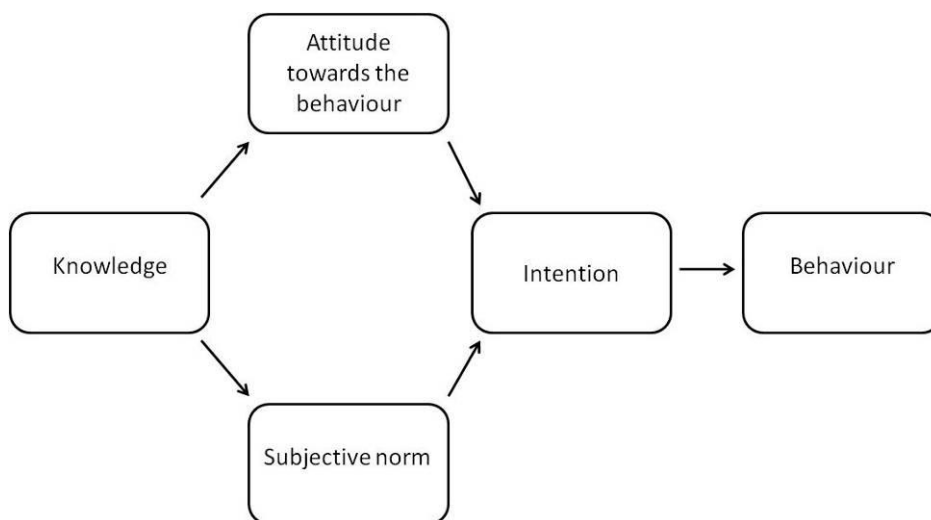 Attitude
towards the
behaviour
Knowledge
Intention
Behaviour
Subjective norm